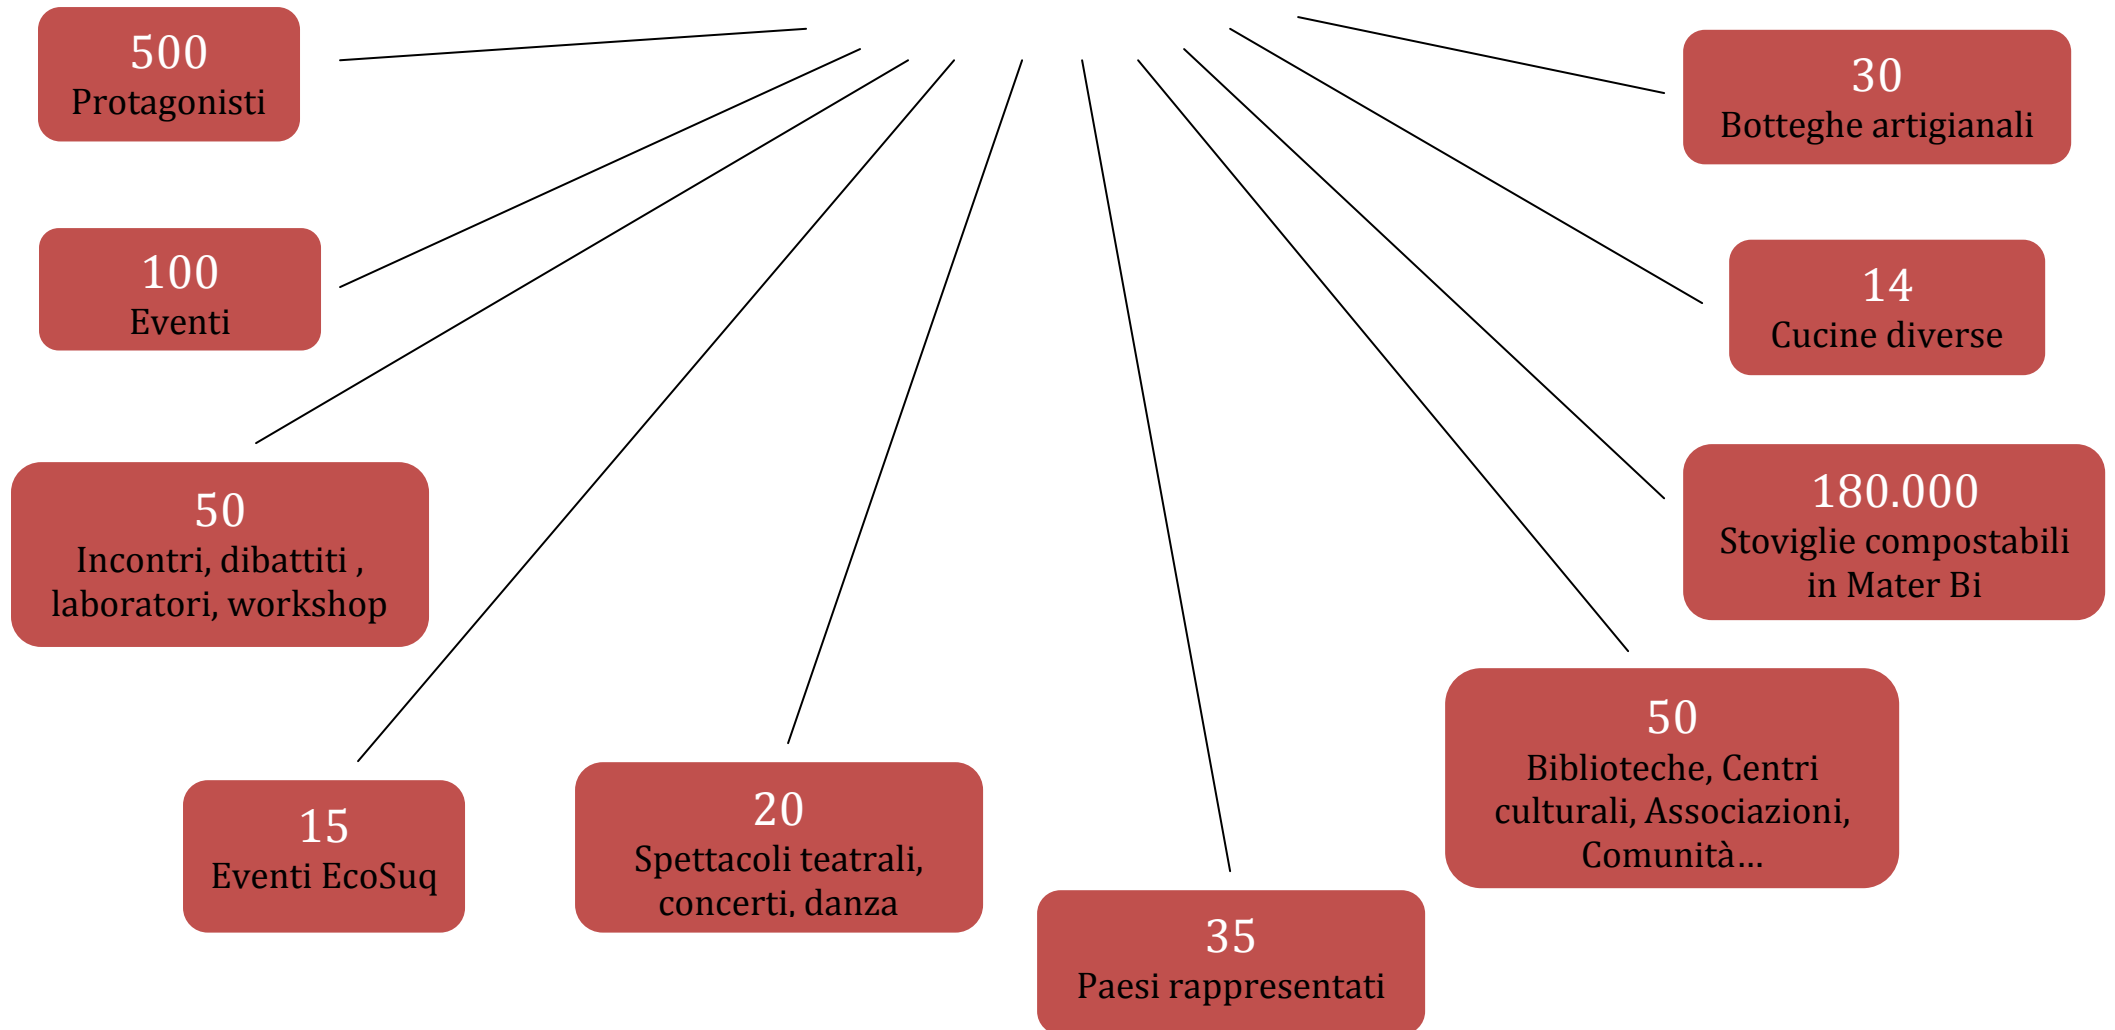 500
Protagonisti
30
Botteghe artigianali
100
Eventi
14
Cucine diverse
50
Incontri, dibattiti ,
laboratori, workshop
180.000
Stoviglie compostabili
in Mater Bi
15
Eventi EcoSuq
20
Spettacoli teatrali,
concerti, danza
35
Paesi rappresentati
50
Biblioteche, Centri
culturali, Associazioni,
Comunità...